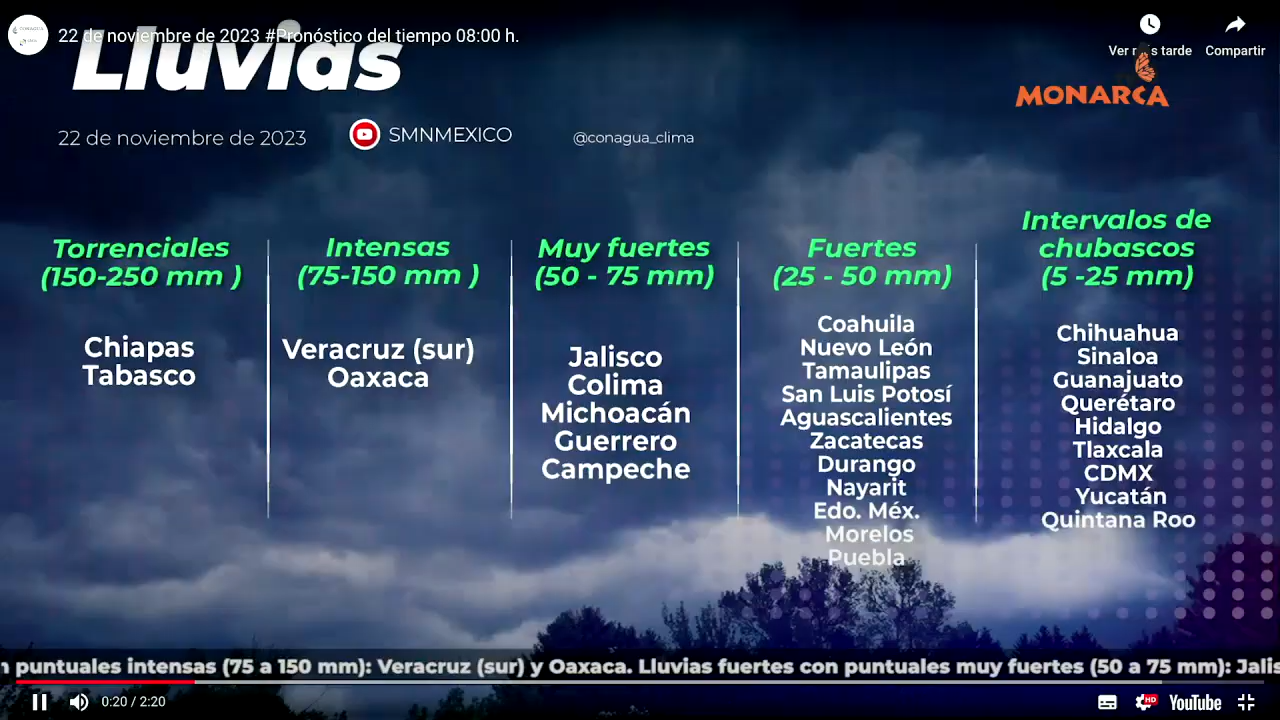 22 de noviembre de 2023 #Pronóstico del tiempo 08:00 h.
Ver más tarde
Compartir
Lluvias
MONARCA
22 de noviembre de 2023
SMNMEXICO
@conagua_clima
Torrenciales
(150-250 mm )
Chiapas
Tabasco
Intensas
(75-150 mm )
Veracruz (sur)
Oaxaca
Muy fuertes
(50 - 75 mm)
Jalisco
Colima
Michoacán
Guerrero
Campeche
Fuertes
(25 - 50 mm)
Coahuila
Nuevo León
Tamaulipas
San Luis Potosí
Aguascalientes
Zacatecas
Durango
Nayarit
Edo. Méx.
Morelos
Puebla
Intervalos de
chubascos
(5 -25 mm)
Chihuahua
Sinaloa
Guanajuato
Querétaro
Hidalgo
Tlaxcala
CDMX
Yucatán
Quintana Roo
n puntuales intensas (75 a 150 mm): Veracruz (sur) y Oaxaca. Lluvias fuertes con puntuales muy fuertes (50 a 75 mm): Jalis
0:20 / 2:20
HD
YouTube